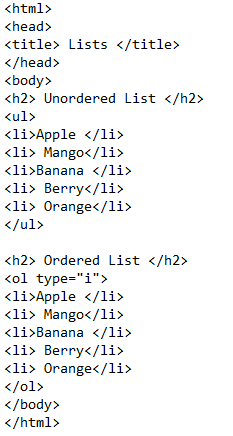 <html>
<head>
<title> Lists </title>
</head>
<body>
<h2> Unordered List </h2>
<ul>
<li>Apple </li>
<li> Mango</li>
<li>Banana </li>
<li> Berry</li>
<li> Orange</li>
</ul>

<h2> Ordered List </h2>
<ol type="i">
<li>Apple </li>
<li> Mango</li>
<li>Banana </li>
<li> Berry</li>
<li> Orange</li>
</ol>
</body>
</html>